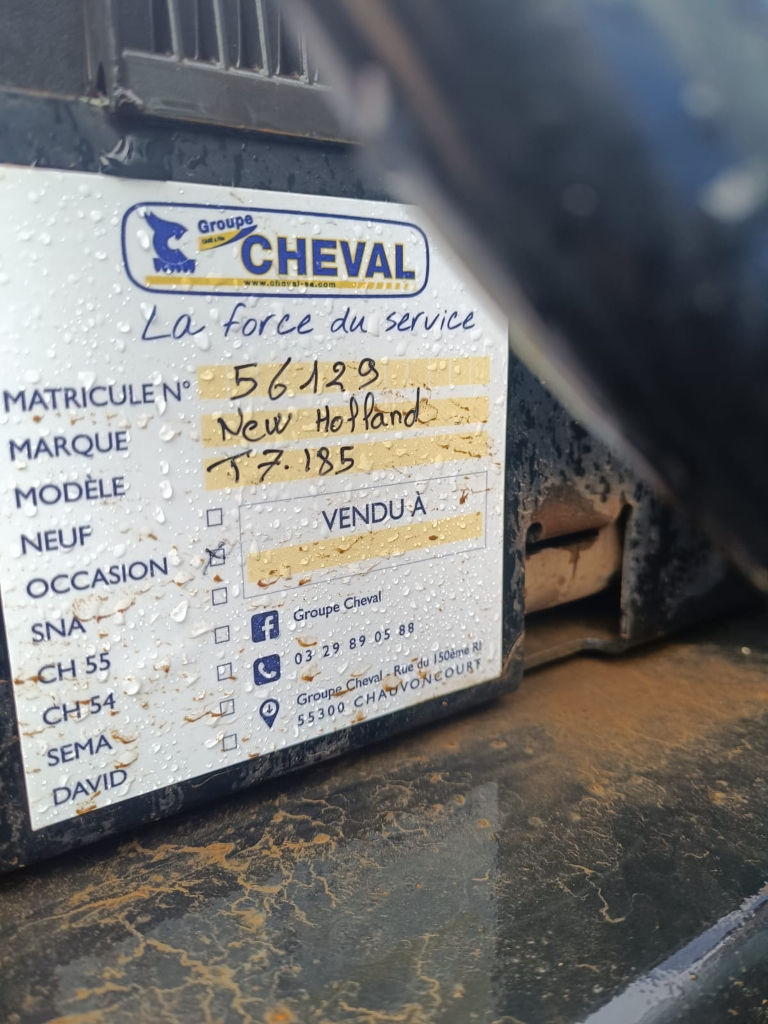 Groupe
CHEVAL
www.cheval-sa.com
La force du service
MATRICULE N° 56129
MARQUE New Holland
MODÈLE T7.185
NEUF
OCCASION
SNA
CH 55
CH 54
SEMA
DAVID
VENDU À
Groupe Cheval
03 29 89 05 88
Groupe Cheval - Rue du 150ème RI
55300 CHAUVONCOURT